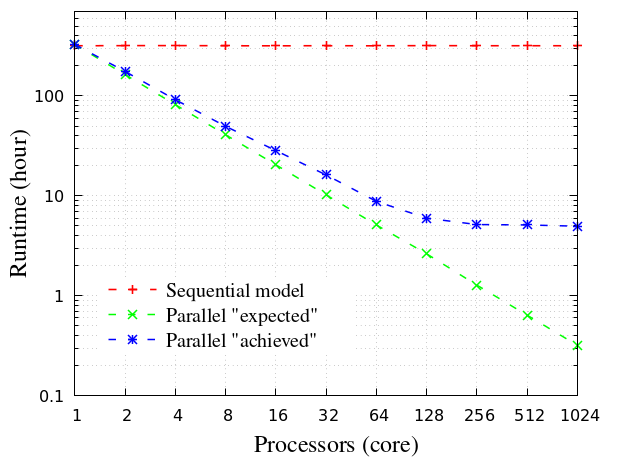 Runtime (hour)
100
10
1
0.1
Sequential model
Parallel "expected"
Parallel "achieved"
1 2 4 8 16 32 64 128 256 512 1024
Processors (core)